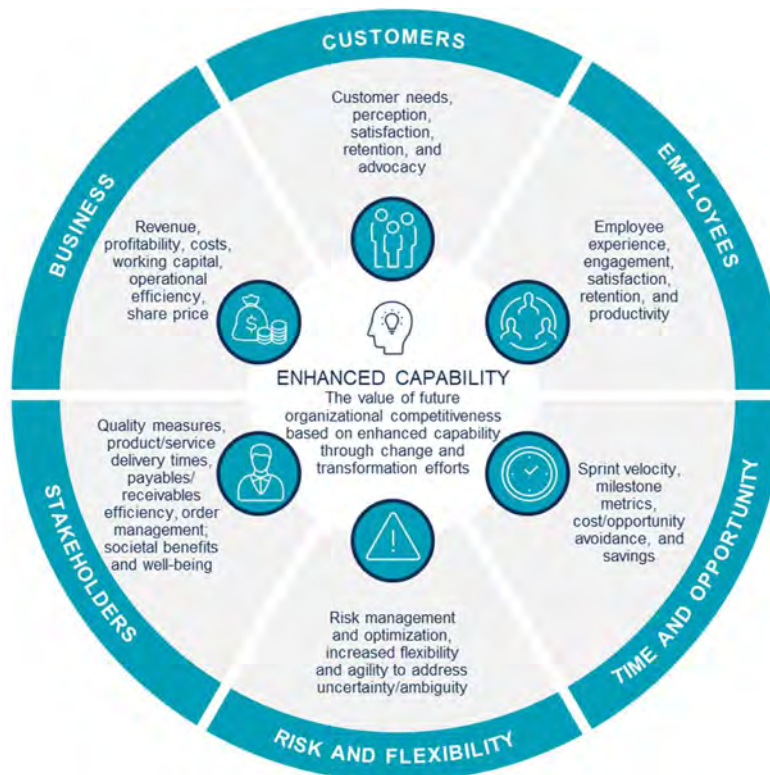 CUSTOMERS
Customer needs,
perception,
satisfaction,
retention, and
advocacy
EMPLOYEES
Employee
experience,
engagement,
satisfaction,
retention, and
productivity
BUSINESS
Revenue,
profitability, costs,
working capital,
operational
efficiency,
share price
$
ENHANCED CAPABILITY
The value of future
organizational competitiveness
based on enhanced capability
through change and
transformation efforts
STAKEHOLDERS
Quality measures,
product/service
delivery times,
payables/
receivables
efficiency, order
management;
societal benefits
and well-being
TIME AND OPPORTUNITY
Sprint velocity,
milestone
metrics,
cost/opportunity
avoidance, and
savings
Risk management
and optimization,
increased flexibility
and agility to address
uncertainty/ambiguity
RISK AND FLEXIBILITY